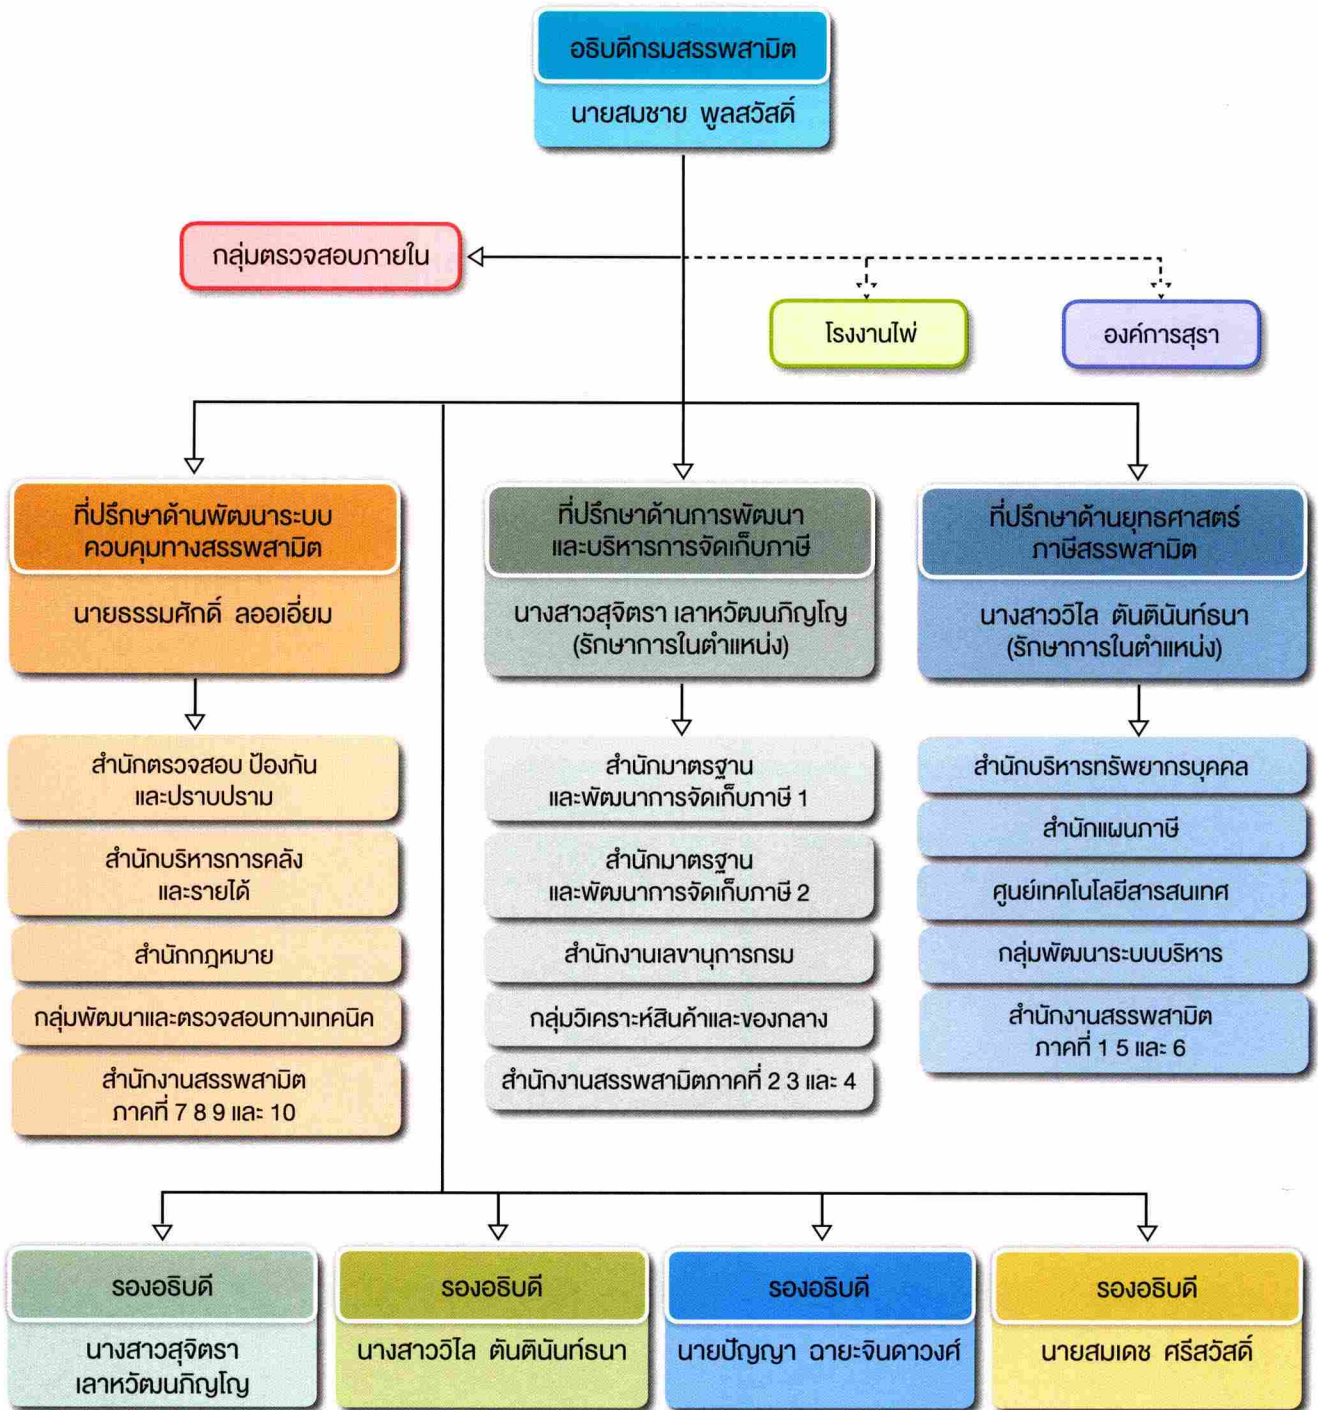 อธิบดีกรมสรรพสามิต
นายสมชาย พูลสวัสดิ์
กลุ่มตรวจสอบภายใน
โรงงานไพ่
องค์การสุรา
ที่ปรึกษาด้านพัฒนาระบบ
ควบคุมทางสรรพสามิต
นายธรรมศักดิ์ ลออเอี่ยม
สำนักตรวจสอบ ป้องกัน
และปราบปราม
สำนักบริหารการคลัง
และรายได้
สำนักกฎหมาย
กลุ่มพัฒนาและตรวจสอบทางเทคนิค
สำนักงานสรรพสามิต
ภาคที่ 7 8 9 และ 10
ที่ปรึกษาด้านการพัฒนา
และบริหารการจัดเก็บภาษี
นางสาวสุจิตรา เลาหวัฒนภิญโญ
(รักษาการในตำแหน่ง)
สำนักมาตรฐาน
และพัฒนาการจัดเก็บภาษี 1
สำนักมาตรฐาน
และพัฒนาการจัดเก็บภาษี 2
สำนักงานเลขานุการกรม
กลุ่มวิเคราะห์สินค้าและของกลาง
สำนักงานสรรพสามิตภาคที่ 2 3 และ 4
ที่ปรึกษาด้านยุทธศาสตร์
ภาษีสรรพสามิต
นางสาววิไล ตันตินันท์ธนา
(รักษาการในตำแหน่ง)
สำนักบริหารทรัพยากรบุคคล
สำนักแผนภาษี
ศูนย์เทคโนโลยีสารสนเทศ
กลุ่มพัฒนาระบบบริหาร
สำนักงานสรรพสามิต
ภาคที่ 1 5 และ 6
รองอธิบดี
นางสาวสุจิตรา
เลาหวัฒนภิญโญ
รองอธิบดี
นางสาววิไล ตันตินันท์ธนา
รองอธิบดี
นายปัญญา ฉายะจินดาวงศ์
รองอธิบดี
นายสมเดช ศรีสวัสดิ์